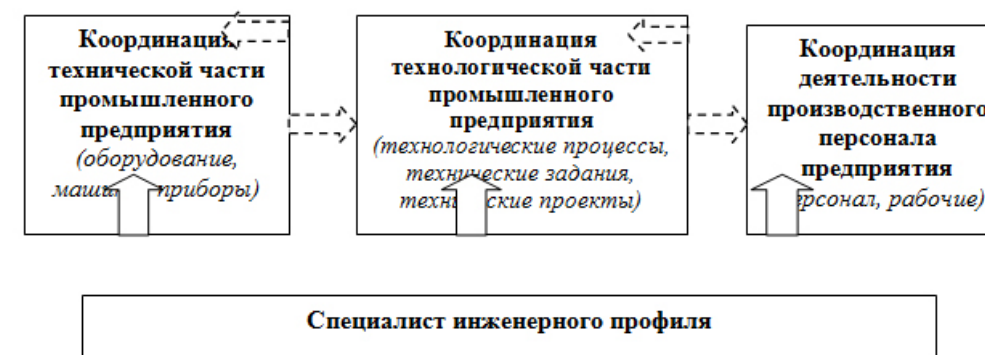 Координация
технической части
промышленного
предприятия
(оборудование,
приборы)
Координация
технологической части
промышленного
предприятия
(технологические процессы,
технические задания,
проекты)
Координация
деятельности
производственного
персонала
предприятия
рабочие)
Специалист инженерного профиля